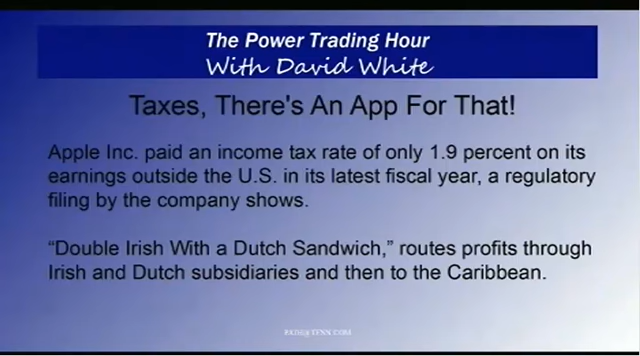 The Power Trading Hour
With David White
Taxes, There's An App For That!
Apple Inc. paid an income tax rate of only 1.9 percent on its
earnings outside the U.S. in its latest fiscal year, a regulatory
filing by the company shows.
“Double Irish With a Dutch Sandwich,” routes profits through
Irish and Dutch subsidiaries and then to the Caribbean.